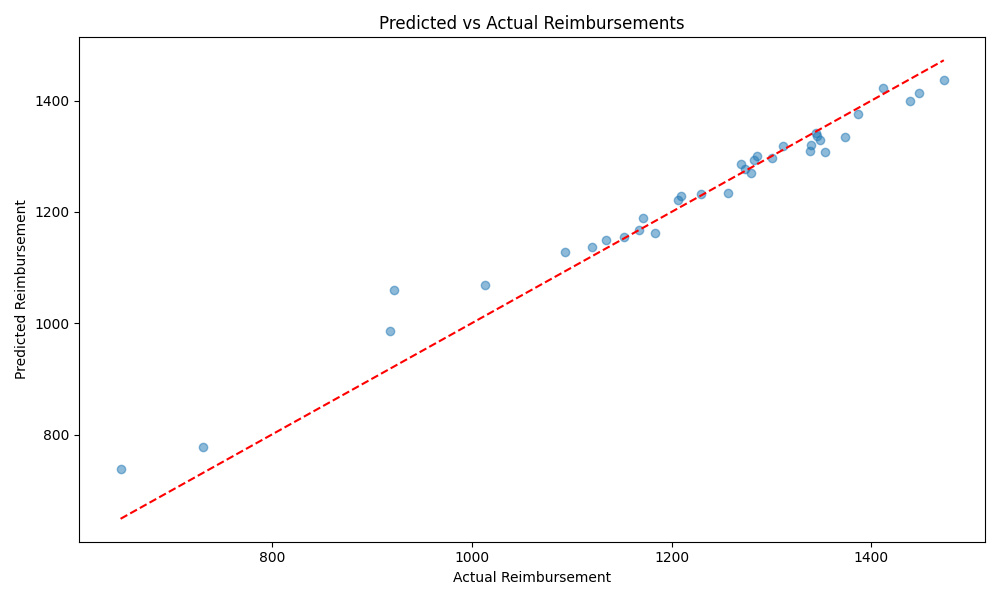 Predicted vs Actual Reimbursements
Predicted Reimbursement
1400
1200
1000
800
800 1000 1200 1400
Actual Reimbursement